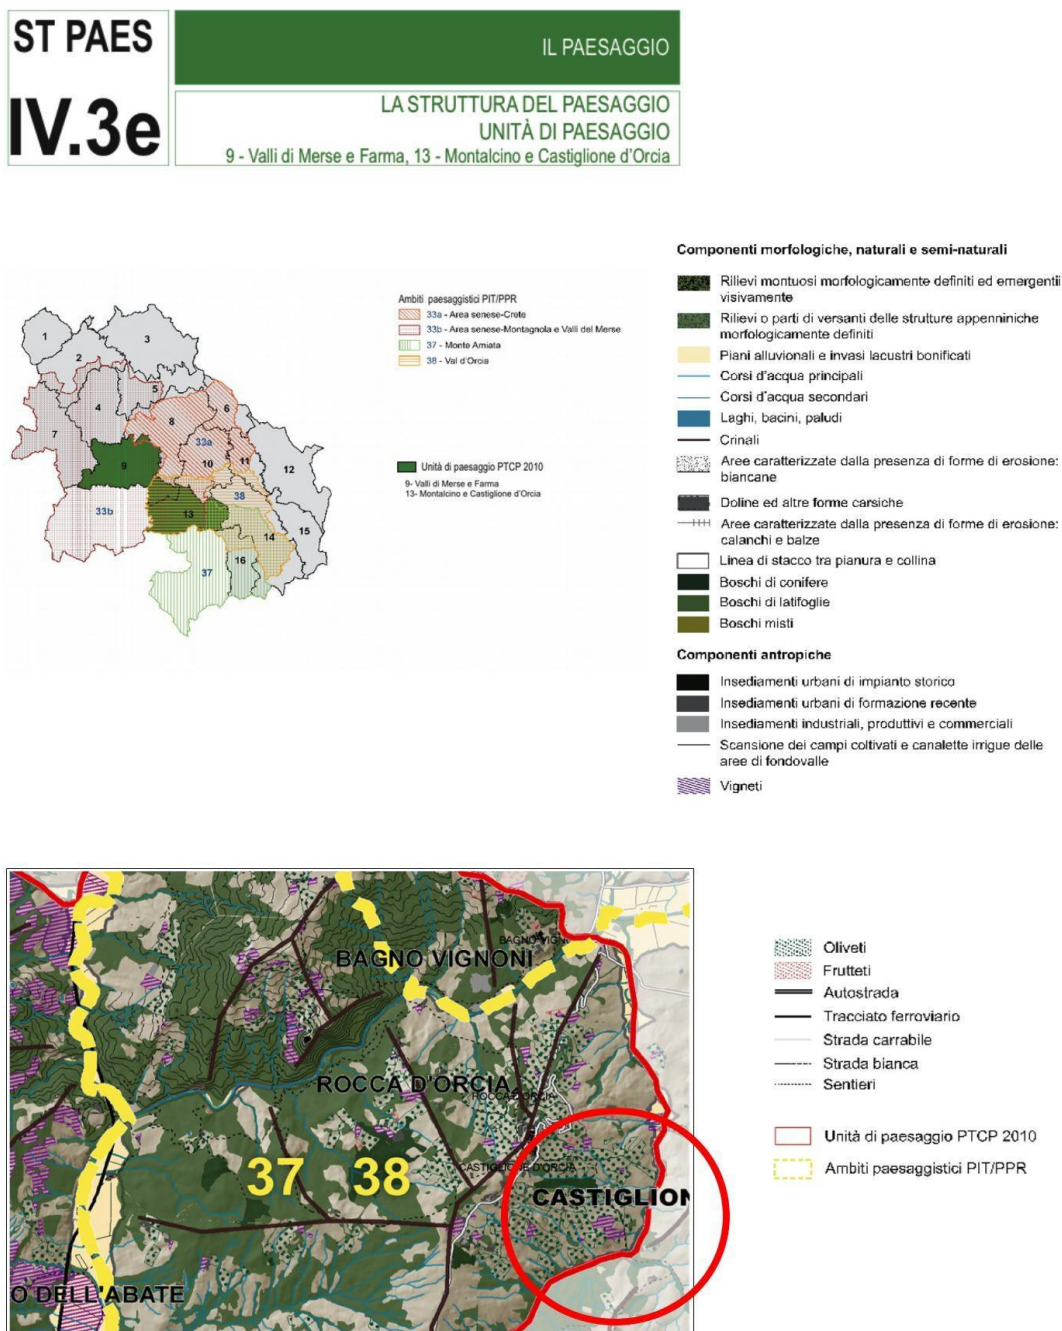 ST PAES
IV.3e
IL PAESAGGIO
LA STRUTTURA DEL PAESAGGIO
UNITÀ DI PAESAGGIO
9 - Valli di Merse e Farma, 13 - Montalcino e Castiglione d'Orcia
1
2
3
4
5
6
7
8
9
10
11
12
13
14
15
16
33a
33b
37
38
Ambiti paesaggistici PIT/PPR
33a - Area senese-Crete
33b - Area senese-Montagnola e Valli del Merse
37 - Monte Amiata
38 - Val d'Orcia
Unità di paesaggio PTCP 2010
9- Valli di Merse e Farma
13- Montalcino e Castiglione d'Orcia
Componenti morfologiche, naturali e semi-naturali
Rilievi montuosi morfologicamente definiti ed emergentii
visivamente
Rilievi o parti di versanti delle strutture appenniniche
morfologicamente definiti
Piani alluvionali e invasi lacustri bonificati
Corsi d'acqua principali
Corsi d'acqua secondari
Laghi, bacini, paludi
Crinali
Aree caratterizzate dalla presenza di forme di erosione:
biancane
Doline ed altre forme carsiche
Aree caratterizzate dalla presenza di forme di erosione:
calanchi e balze
Linea di stacco tra pianura e collina
Boschi di conifere
Boschi di latifoglie
Boschi misti
Componenti antropiche
Insediamenti urbani di impianto storico
Insediamenti urbani di formazione recente
Insediamenti industriali, produttivi e commerciali
Scansione dei campi coltivati e canalette irrigue delle
aree di fondovalle
Vigneti
BAGNO VIGN
BAGNO VIGNONI
ROCCA D'ORCIA
ROCCA D'ORCIA
CASTIGLIONE D'ORCIA
37
38
CASTIGLION
O DELL'ABATE
Oliveti
Frutteti
Autostrada
Tracciato ferroviario
Strada carrabile
Strada bianca
Sentieri
Unità di paesaggio PTCP 2010
Ambiti paesaggistici PIT/PPR